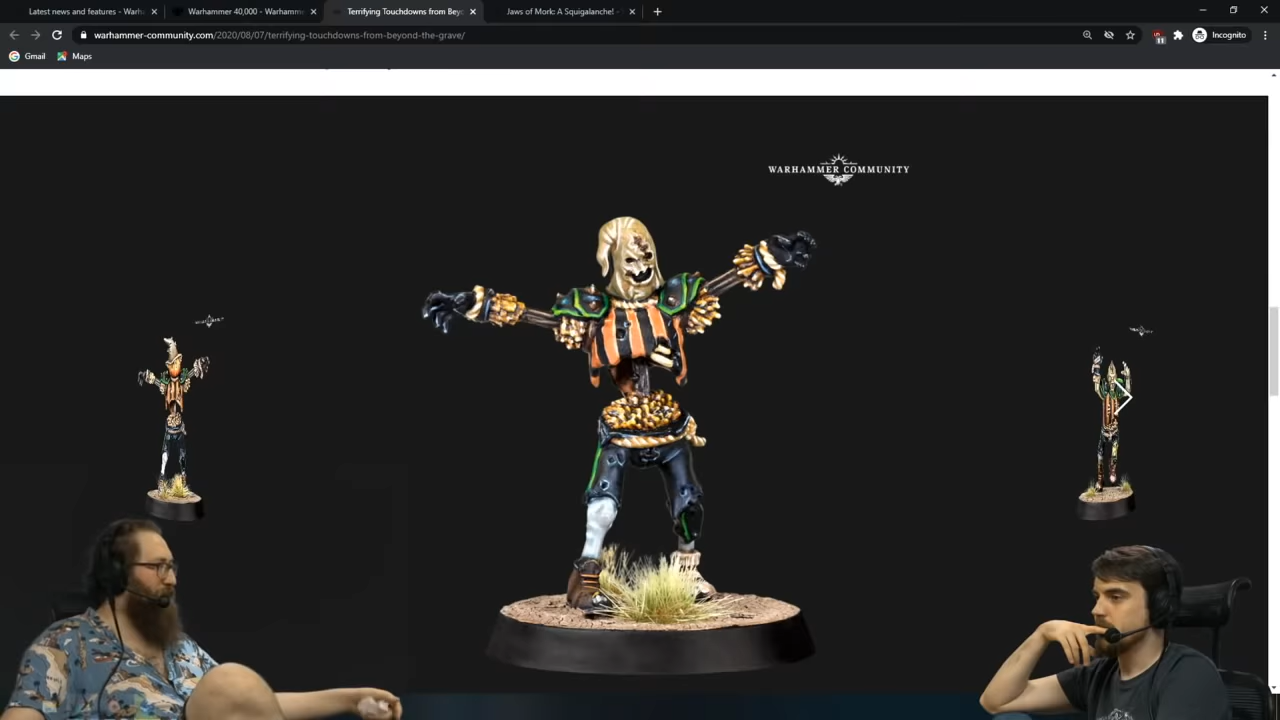 Latest news and features - Warh
Warhammer 40,000 - Warhamme
Terrifying Touchdowns from Bey
Jaws of Mork: A Squigalanche! -
warhammer-community.com/2020/08/07/terrifying-touchdowns-from-beyond-the-grave/
11
Incognito
Gmail
Maps
WARHAMMER COMMUNITY